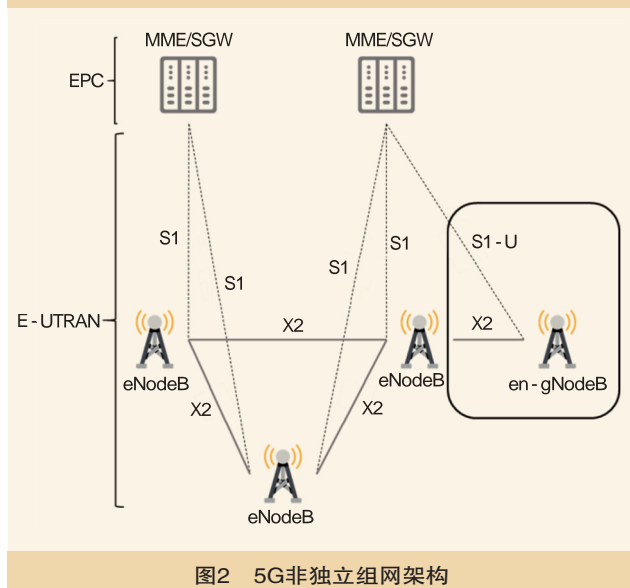 MME/SGW
MME/SGW
EPC
S1
S1
S1
S1
S1-U
E-UTRAN
X2
X2
eNodeB
eNodeB
en-gNodeB
X2
X2
eNodeB
图2 5G非独立组网架构